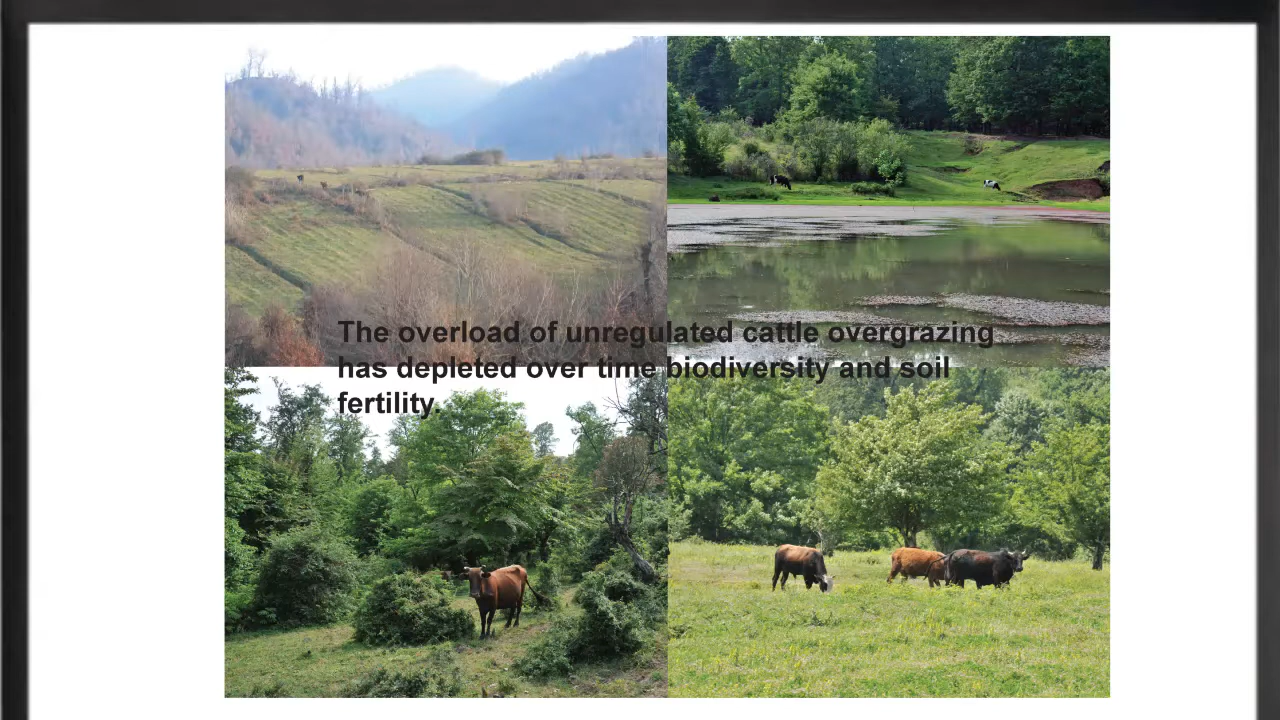 The overload of unregulated cattle overgrazing
has depleted over time biodiversity and soil
fertility.